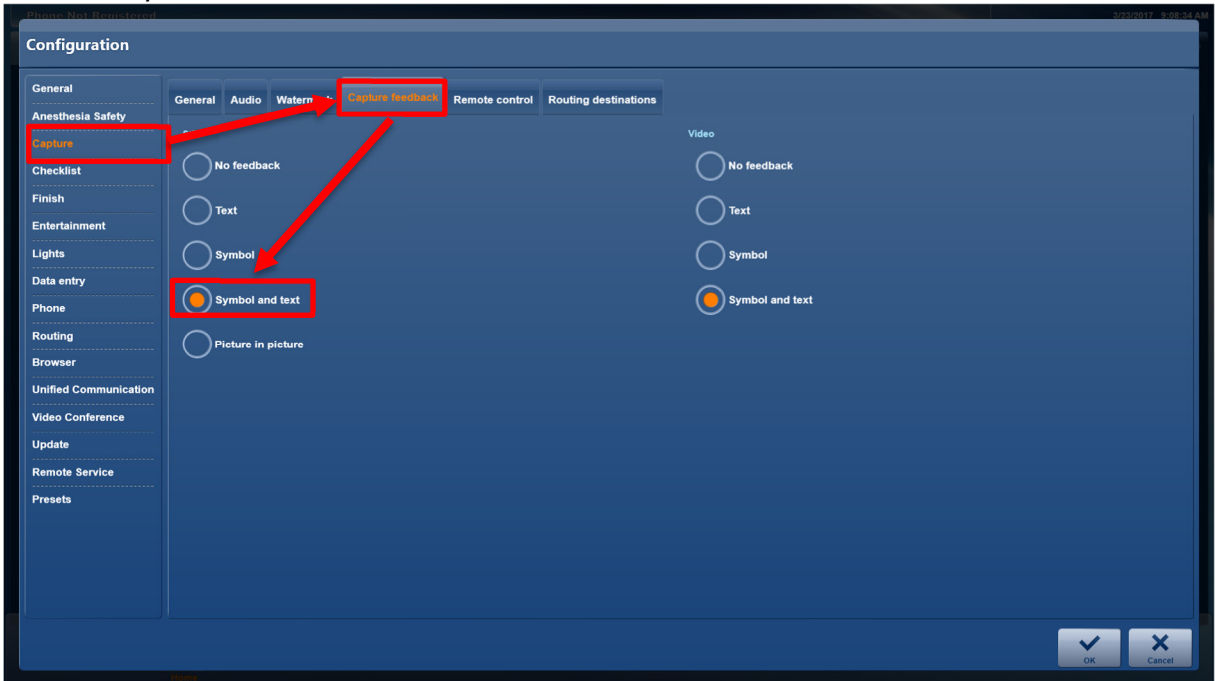 Phone Not Registered
3/23/2017 9:08:34 AM
Configuration
General
Anesthesia Safety
Capture
Checklist
Finish
Entertainment
Lights
Data entry
Phone
Routing
Browser
Unified Communication
Video Conference
Update
Remote Service
Presets
General Audio Capture feedback Remote control Routing destinations
No feedback
Text
Symbol
Symbol and text
Picture in picture
Video
No feedback
Text
Symbol
Symbol and text
OK
Cancel
Home